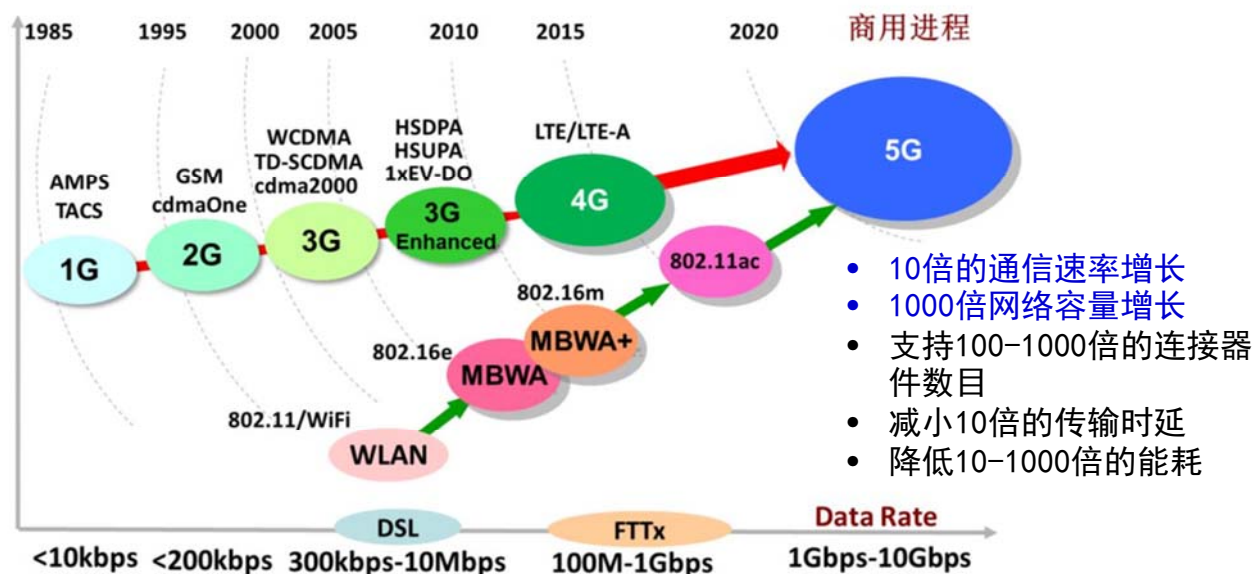 1985 1995 2000 2005 2010 2015 2020 商用进程
AMPS
TACS
1G
GSM
cdmaOne
2G
WCDMA
TD-SCDMA
cdma2000
3G
HSDPA
HSUPA
1xEV-DO
3G
Enhanced
LTE/LTE-A
4G
5G
802.11/WiFi
WLAN
802.16e
MBWA
802.16m
MBWA+
802.11ac
• 10倍的通信速率增长
• 1000倍网络容量增长
• 支持100-1000倍的连接器
件数目
• 减小10倍的传输时延
• 降低10-1000倍的能耗
DSL FTTx Data Rate
<10kbps <200kbps 300kbps-10Mbps 100M-1Gbps 1Gbps-10Gbps